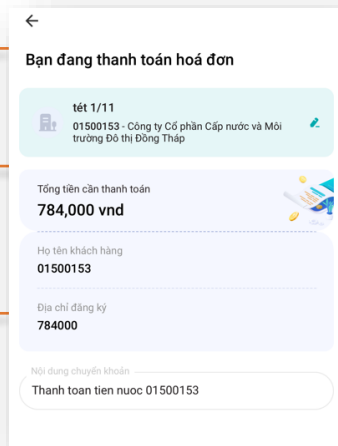 Bạn đang thanh toán hoá đơn
tét 1/11
01500153 - Công ty Cổ phần Cấp nước và Môi
trường Đô thị Đồng Tháp
Tổng tiền cần thanh toán
784,000 vnd
Họ tên khách hàng
01500153
Địa chỉ đăng ký
784000
Nội dung chuyển khoản
Thanh toan tien nuoc 01500153